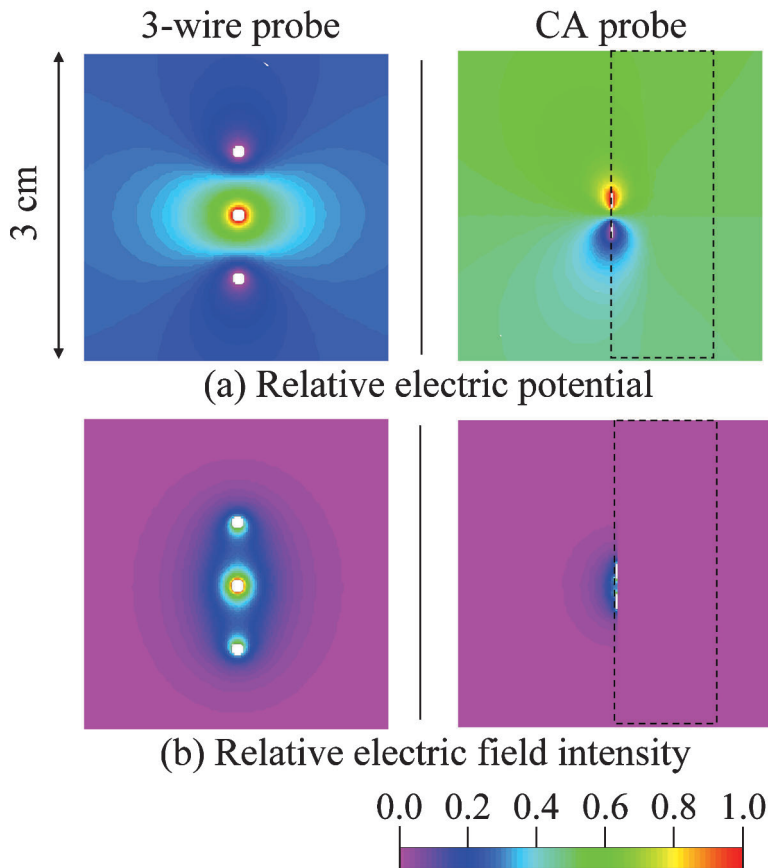 3-wire probe
CA probe
3 cm
(a) Relative electric potential
(b) Relative electric field intensity
0.0 0.2 0.4 0.6 0.8 1.0